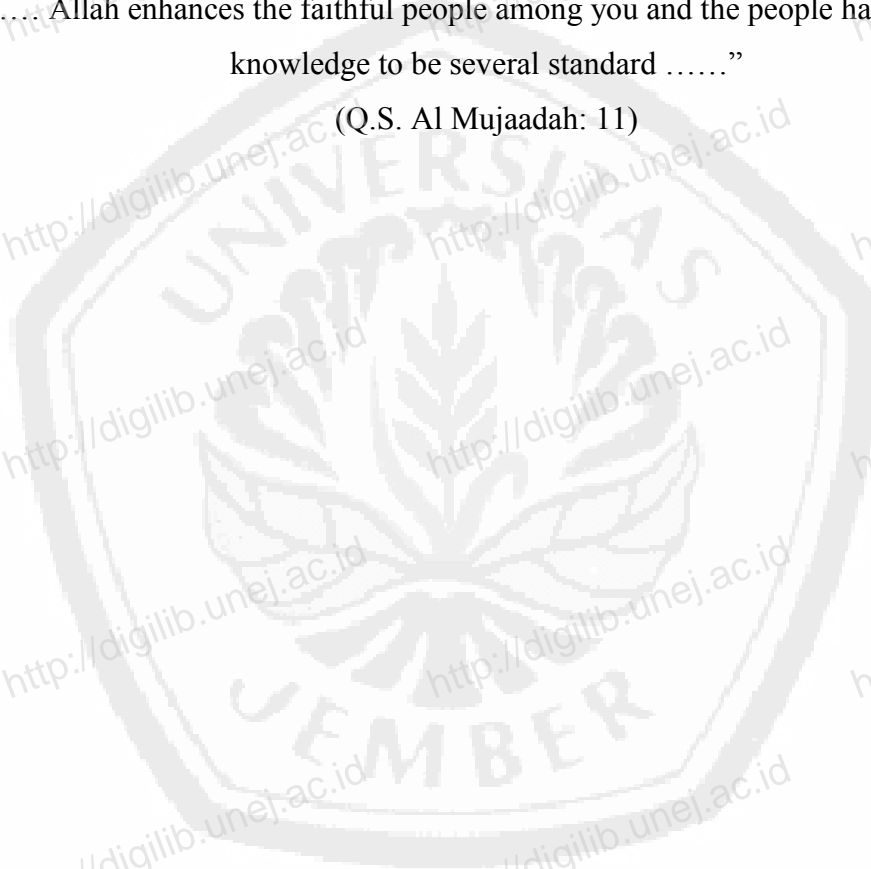 …. Allah enhances the faithful people among you and the people ha
knowledge to be several standard ……”
(Q.S. Al Mujaadah: 11)
UNIVERSITAS
JEMBER
http://digilib.unej.ac.id
http://digilib.unej.ac.id
http://digilib.unej.ac.id
http://digilib.unej.ac.id
http://digilib.unej.ac.id
http://digilib.unej.ac.id
//digilib.unej.ac.id
//digilib.unej.ac.id